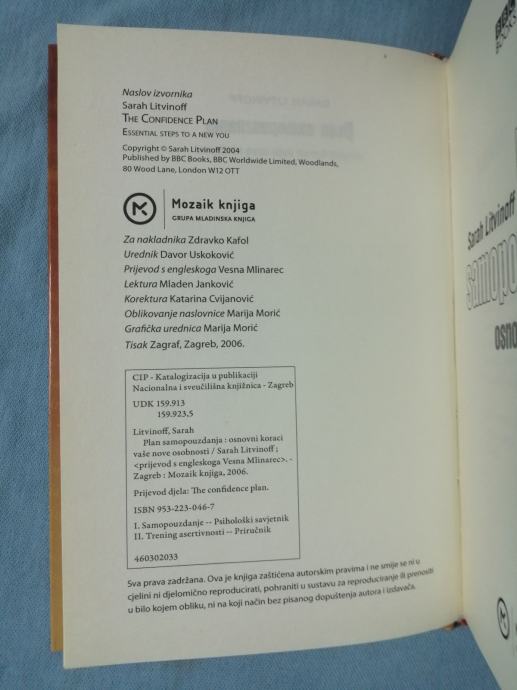 Naslov izvornika
Sarah Litvinoff
THE CONFIDENCE PLAN
ESSENTIAL STEPS TO A NEW YOU
Copyright © Sarah Litvinoff 2004
Published by BBC Books, BBC Worldwide Limited, Woodlands,
80 Wood Lane, London W12 OTT
Mozaik knjiga
GRUPA MLADINSKA KNJIGA
Za nakladnika Zdravko Kafol
Urednik Davor Uskoković
Prijevod s engleskoga Vesna Mlinarec
Lektura Mladen Janković
Korektura Katarina Cvijanović
Oblikovanje naslovnice Marija Morić
Grafička urednica Marija Morić
Tisak Zagraf, Zagreb, 2006.
CIP - Katalogizacija u publikaciji
Nacionalna i sveučilišna knjižnica - Zagreb
UDK 159.913
159.923.5
Litvinoff, Sarah
Plan samopouzdanja : osnovni koraci
vaše nove osobnosti / Sarah Litvinoff ;
<prijevod s engleskoga Vesna Mlinarec>. -
Zagreb : Mozaik knjiga, 2006.
Prijevod djela: The confidence plan.
ISBN 953-223-046-7
I. Samopouzdanje -- Psihološki savjetnik
II. Trening asertivnosti -- Priručnik
460302033
Sva prava zadržana. Ova je knjiga zaštićena autorskim pravima i ne smije se ni u
cjelini ni djelomično reproducirati, pohraniti u sustavu za reproduciranje ili prenositi
u bilo kojem obliku, ni na koji način bez pisanog dopuštenja autora i izdavača.
BBC
BOOKS
Sarah Litvinoff
samopo
osno